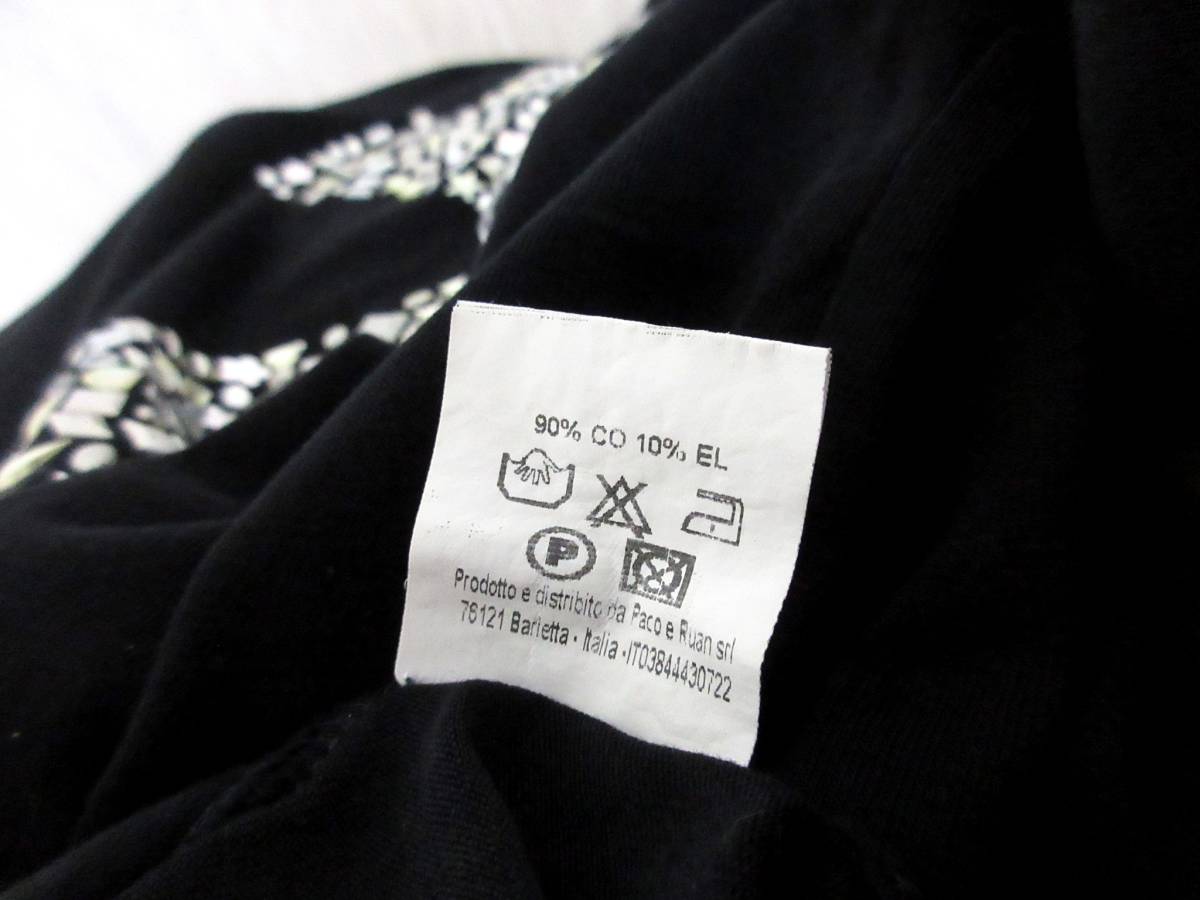 90% CO 10% EL
P
Prodotto e distribito da Paco e Ruan srl
76121 Barletta - Italia -IT03844430722